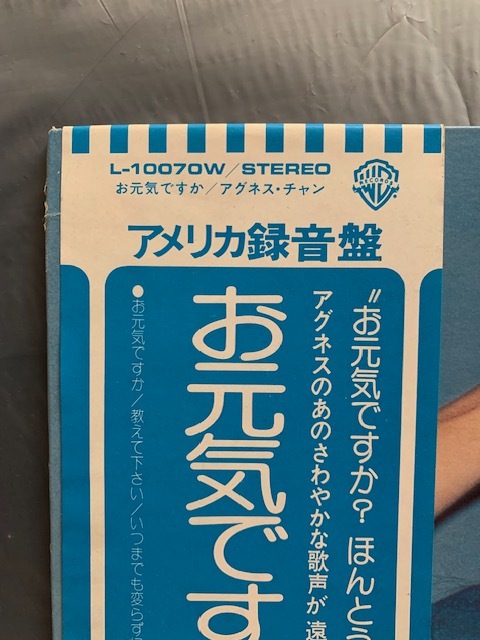 L-10070W/STEREO
お元気ですか/アグネス・チャン
W RECORDS
アメリカ録音盤
〝お元気ですか? ほんとう
アグネスのあのさわやかな歌声が 遠
お元気です
●お元気ですか/教えて下さい/いつまでも変らず